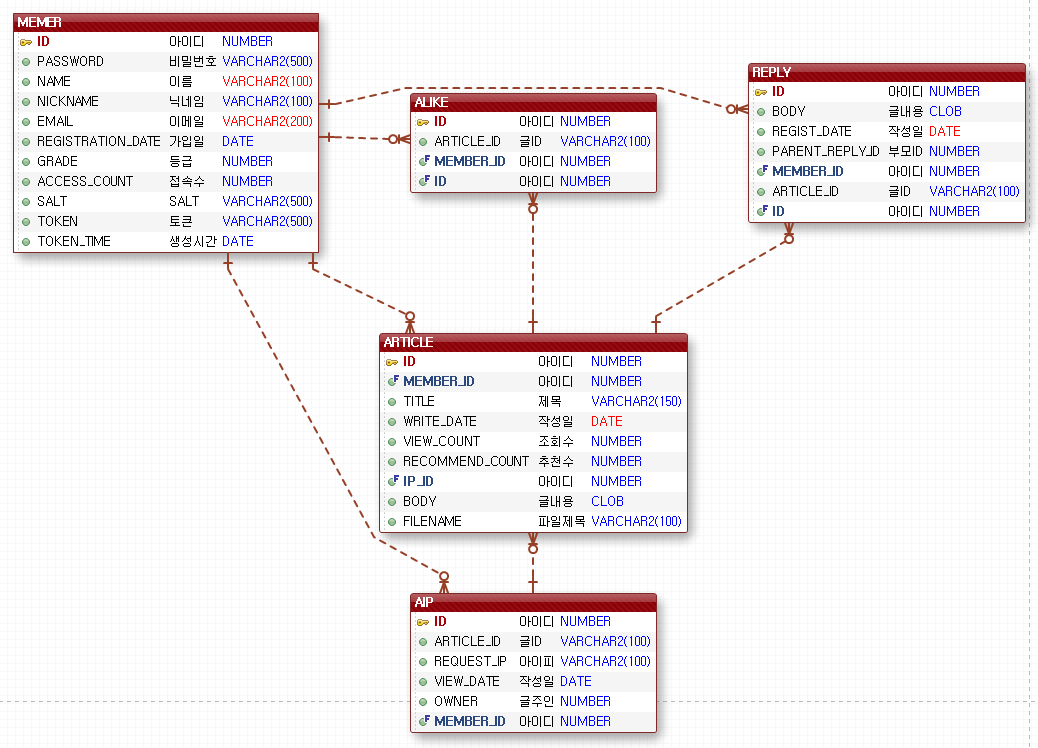 MEMER
ID 아이디 NUMBER
PASSWORD 비밀번호 VARCHAR2(500)
NAME 이름 VARCHAR2(100)
NICKNAME 닉네임 VARCHAR2(100)
EMAIL 이메일 VARCHAR2(200)
REGISTRATION_DATE 가입일 DATE
GRADE 등급 NUMBER
ACCESS_COUNT 접속수 NUMBER
SALT SALT VARCHAR2(500)
TOKEN 토큰 VARCHAR2(500)
TOKEN_TIME 생성시간 DATE
ALIKE
ID 아이디 NUMBER
ARTICLE_ID 글ID VARCHAR2(100)
MEMBER_ID 아이디 NUMBER
ID 아이디 NUMBER
REPLY
ID 아이디 NUMBER
BODY 글내용 CLOB
REGIST_DATE 작성일 DATE
PARENT_REPLY_ID 부모ID NUMBER
MEMBER_ID 아이디 NUMBER
ARTICLE_ID 글ID VARCHAR2(100)
ID 아이디 NUMBER
ARTICLE
ID 아이디 NUMBER
MEMBER_ID 아이디 NUMBER
TITLE 제목 VARCHAR2(150)
WRITE_DATE 작성일 DATE
VIEW_COUNT 조회수 NUMBER
RECOMMEND_COUNT 추천수 NUMBER
IP_ID 아이디 NUMBER
BODY 글내용 CLOB
FILENAME 파일제목 VARCHAR2(100)
AIP
ID 아이디 NUMBER
ARTICLE_ID 글ID VARCHAR2(100)
REQUEST_IP 아이피 VARCHAR2(100)
VIEW_DATE 작성일 DATE
OWNER 글주인 NUMBER
MEMBER_ID 아이디 NUMBER